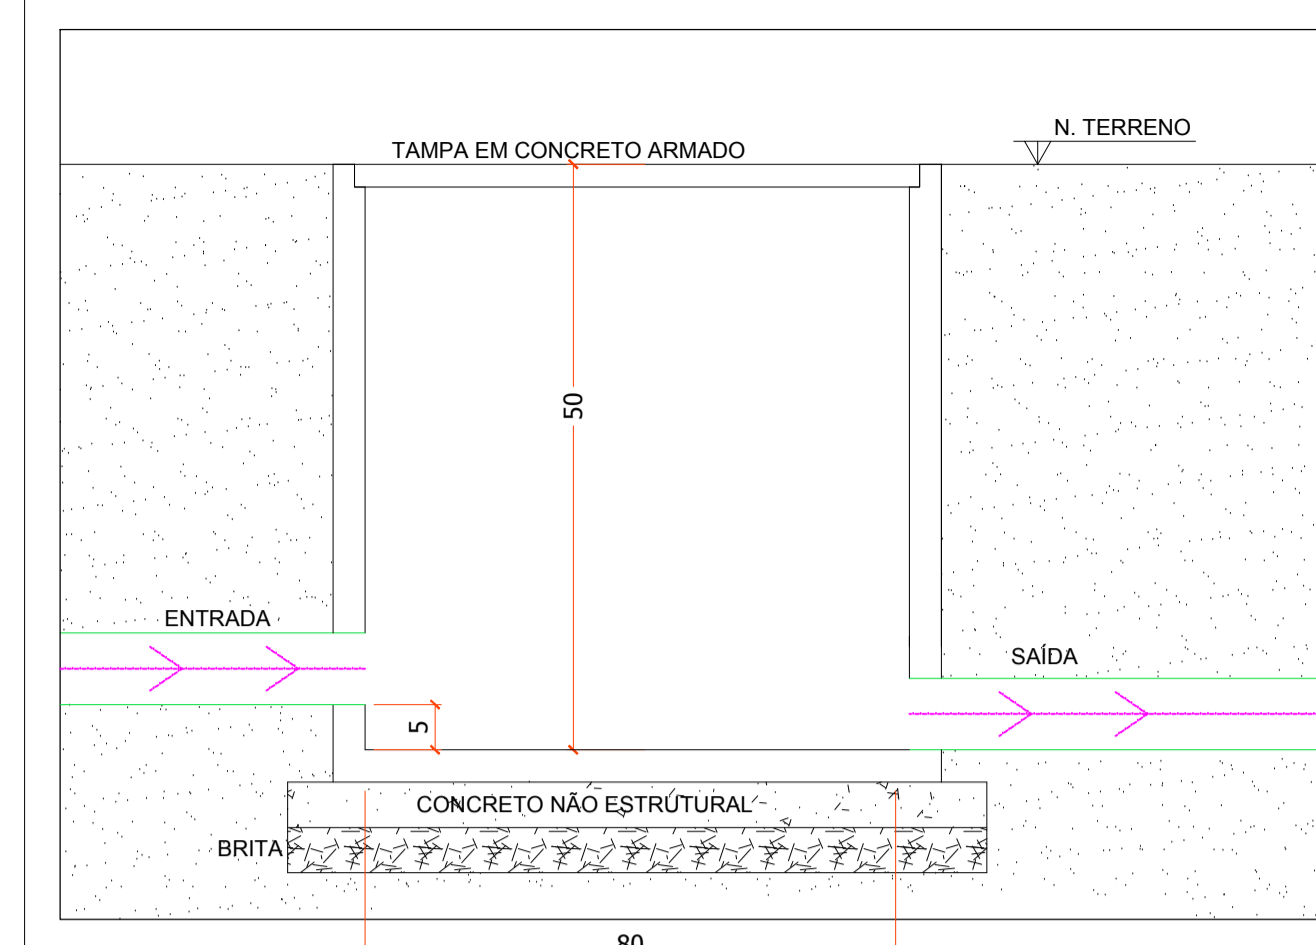 N. TERRENO
TAMPA EM CONCRETO ARMADO
50
ENTRADA
SAÍDA
5
CONCRETO NÃO ESTRUTURAL
BRITA
80